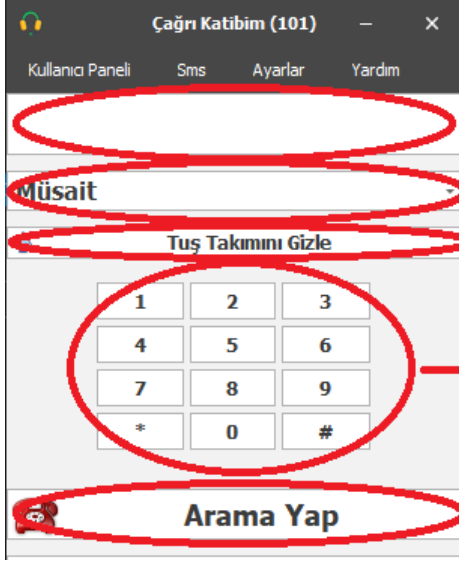 Çağrı Katibim (101)
Kullanıcı Paneli Sms Ayarlar Yardım
Müsait
Tuş Takımını Gizle
1 2 3
4 5 6
7 8 9
* 0 #
Arama Yap